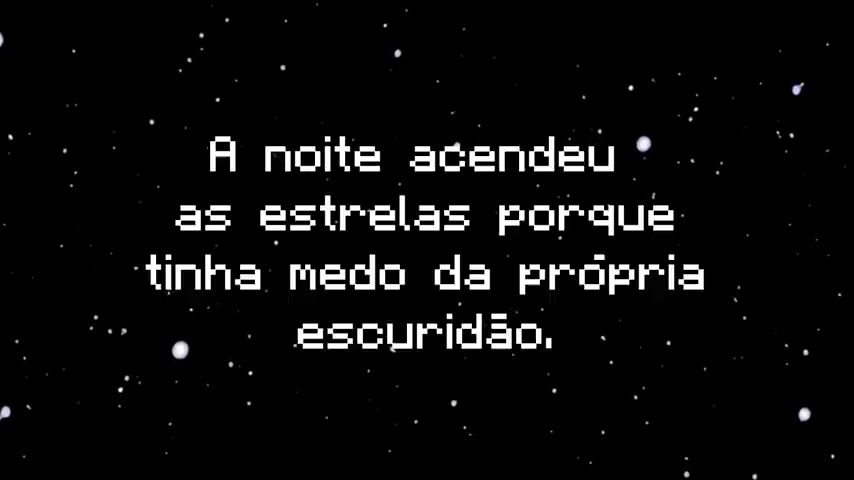 A noite acendeu
as estrelas porque
tinha medo da própria
escuridão.